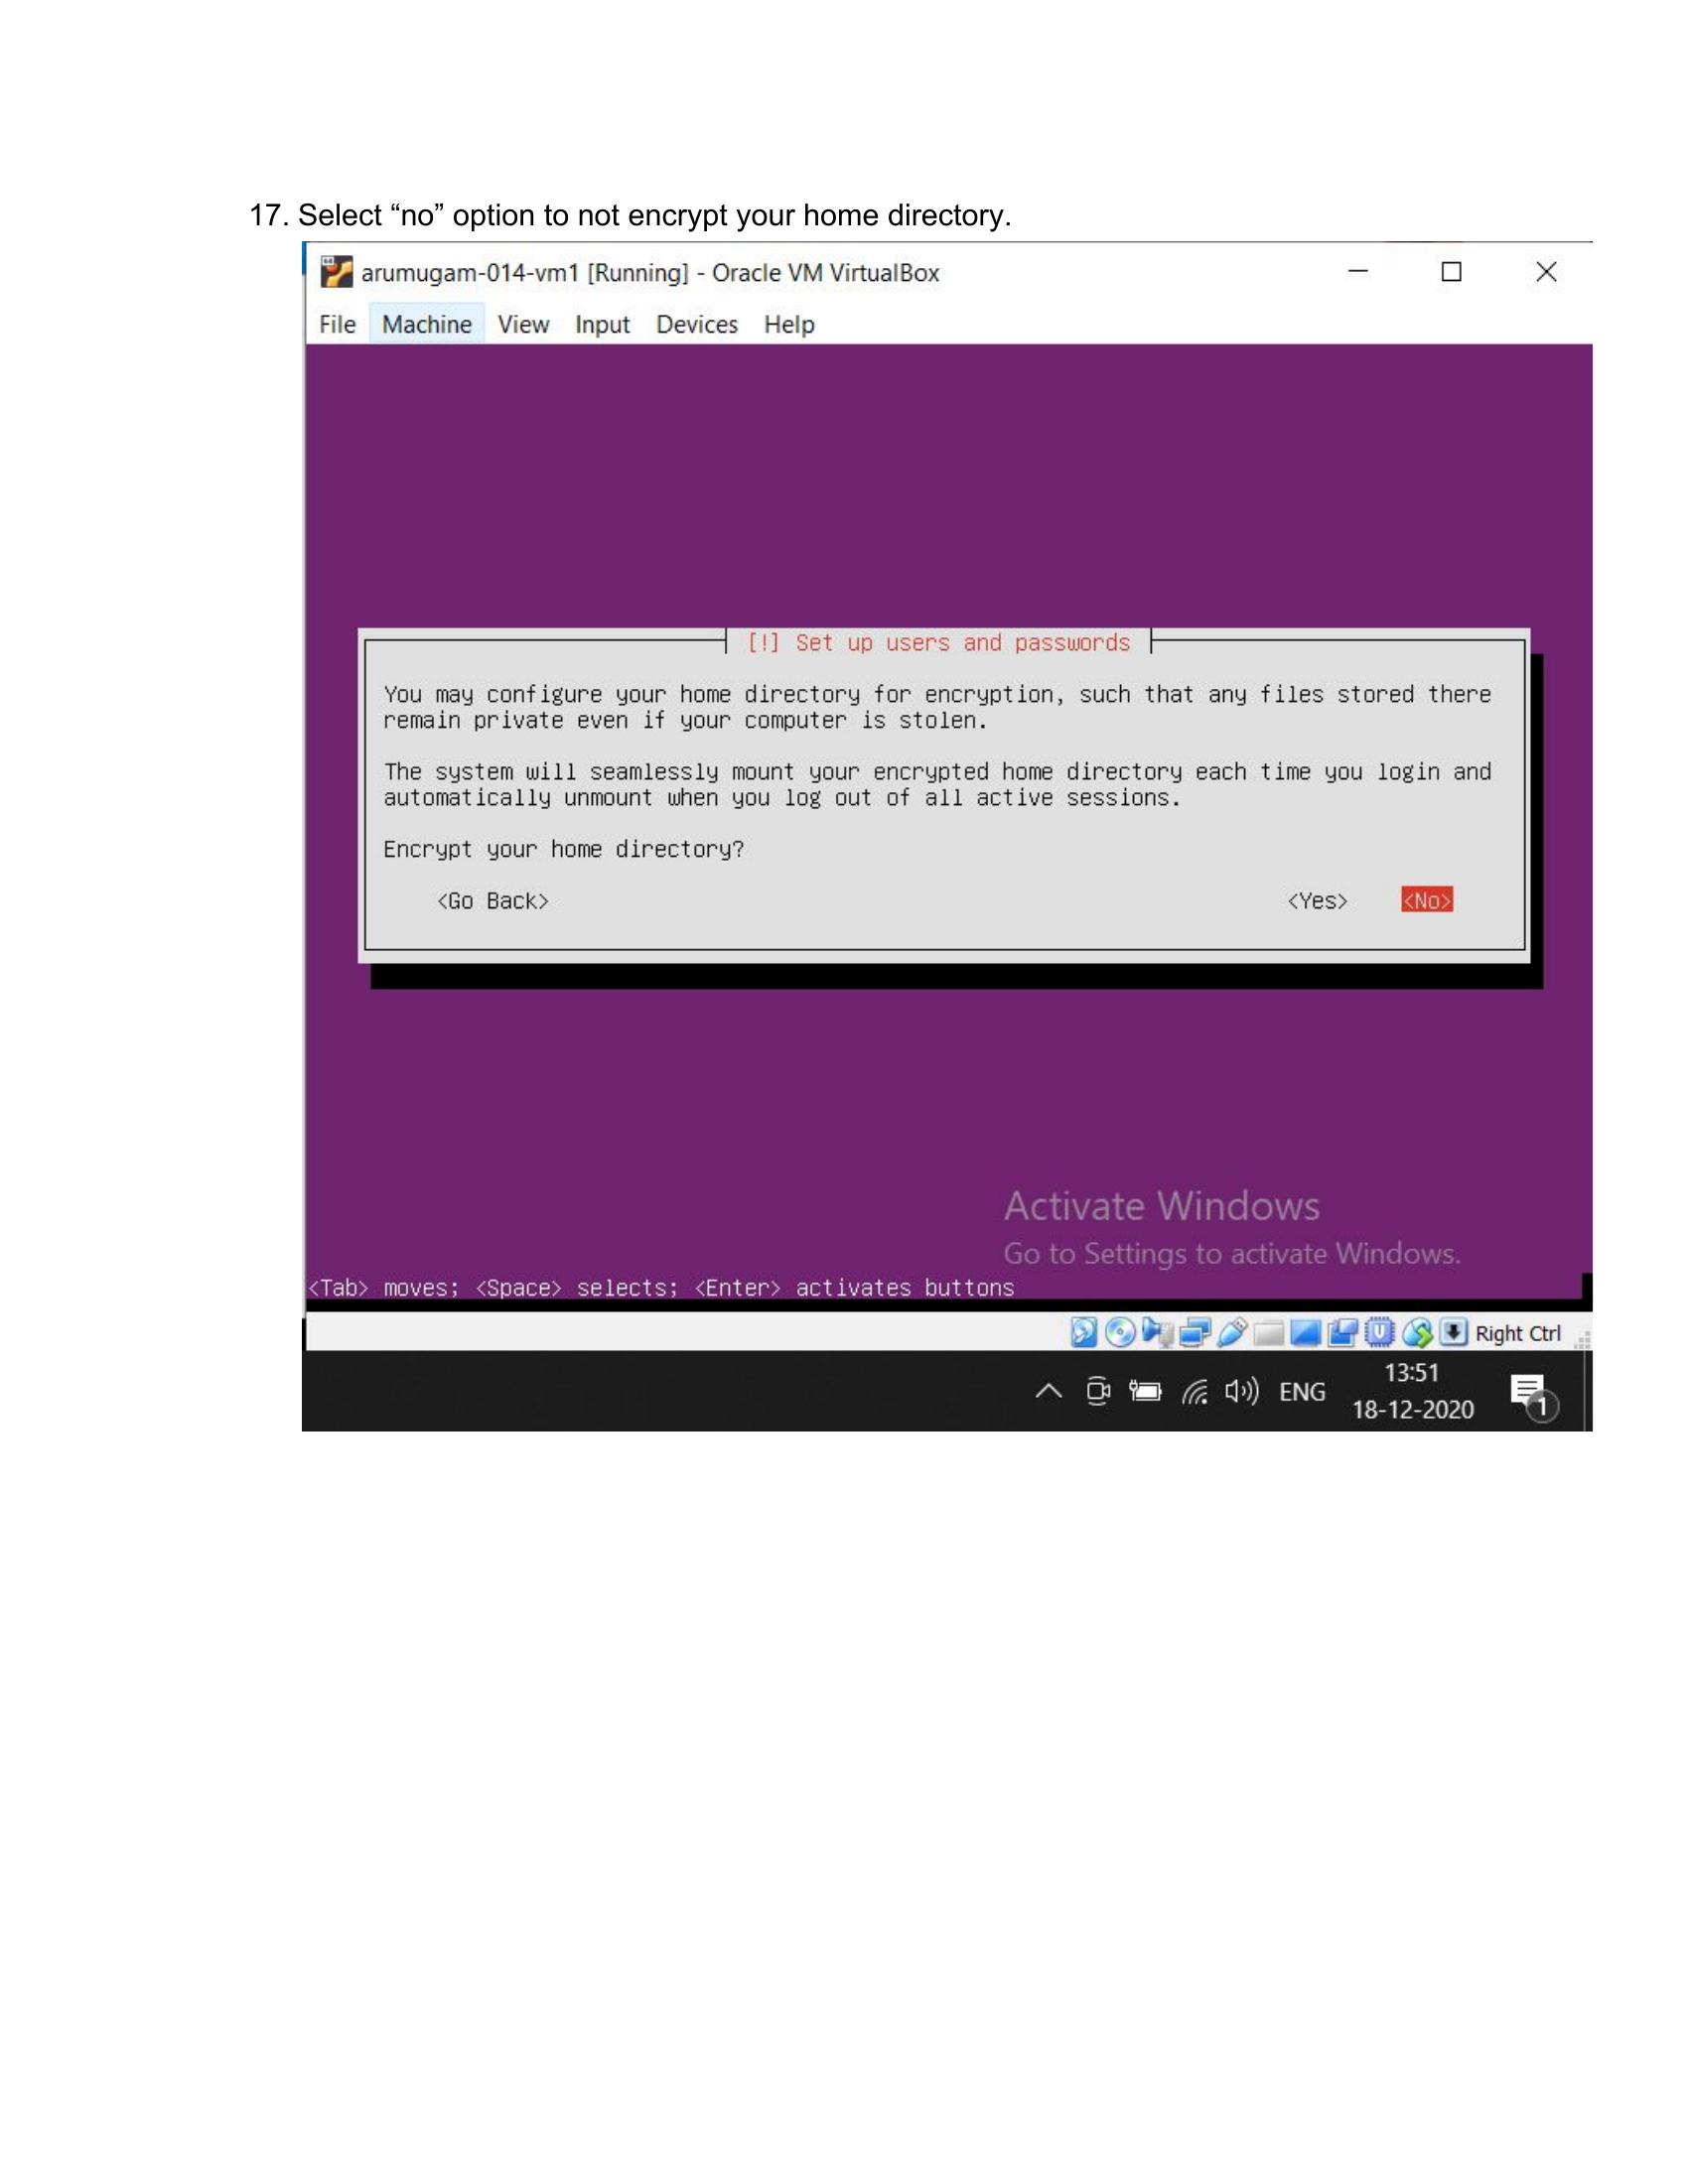 17. Select “no” option to not encrypt your home directory.
arumugam-014-vm1 [Running] - Oracle VM VirtualBox
File Machine View Input Devices Help
[!] Set up users and passwords
You may configure your home directory for encryption, such that any files stored there
remain private even if your computer is stolen.
The system will seamlessly mount your encrypted home directory each time you login and
automatically unmount when you log out of all active sessions.
Encrypt your home directory?
<Go Back> <Yes> <No>
Activate Windows
Go to Settings to activate Windows.
<Tab> moves; <Space> selects; <Enter> activates buttons
Right Ctrl
13:51
ENG
18-12-2020
1